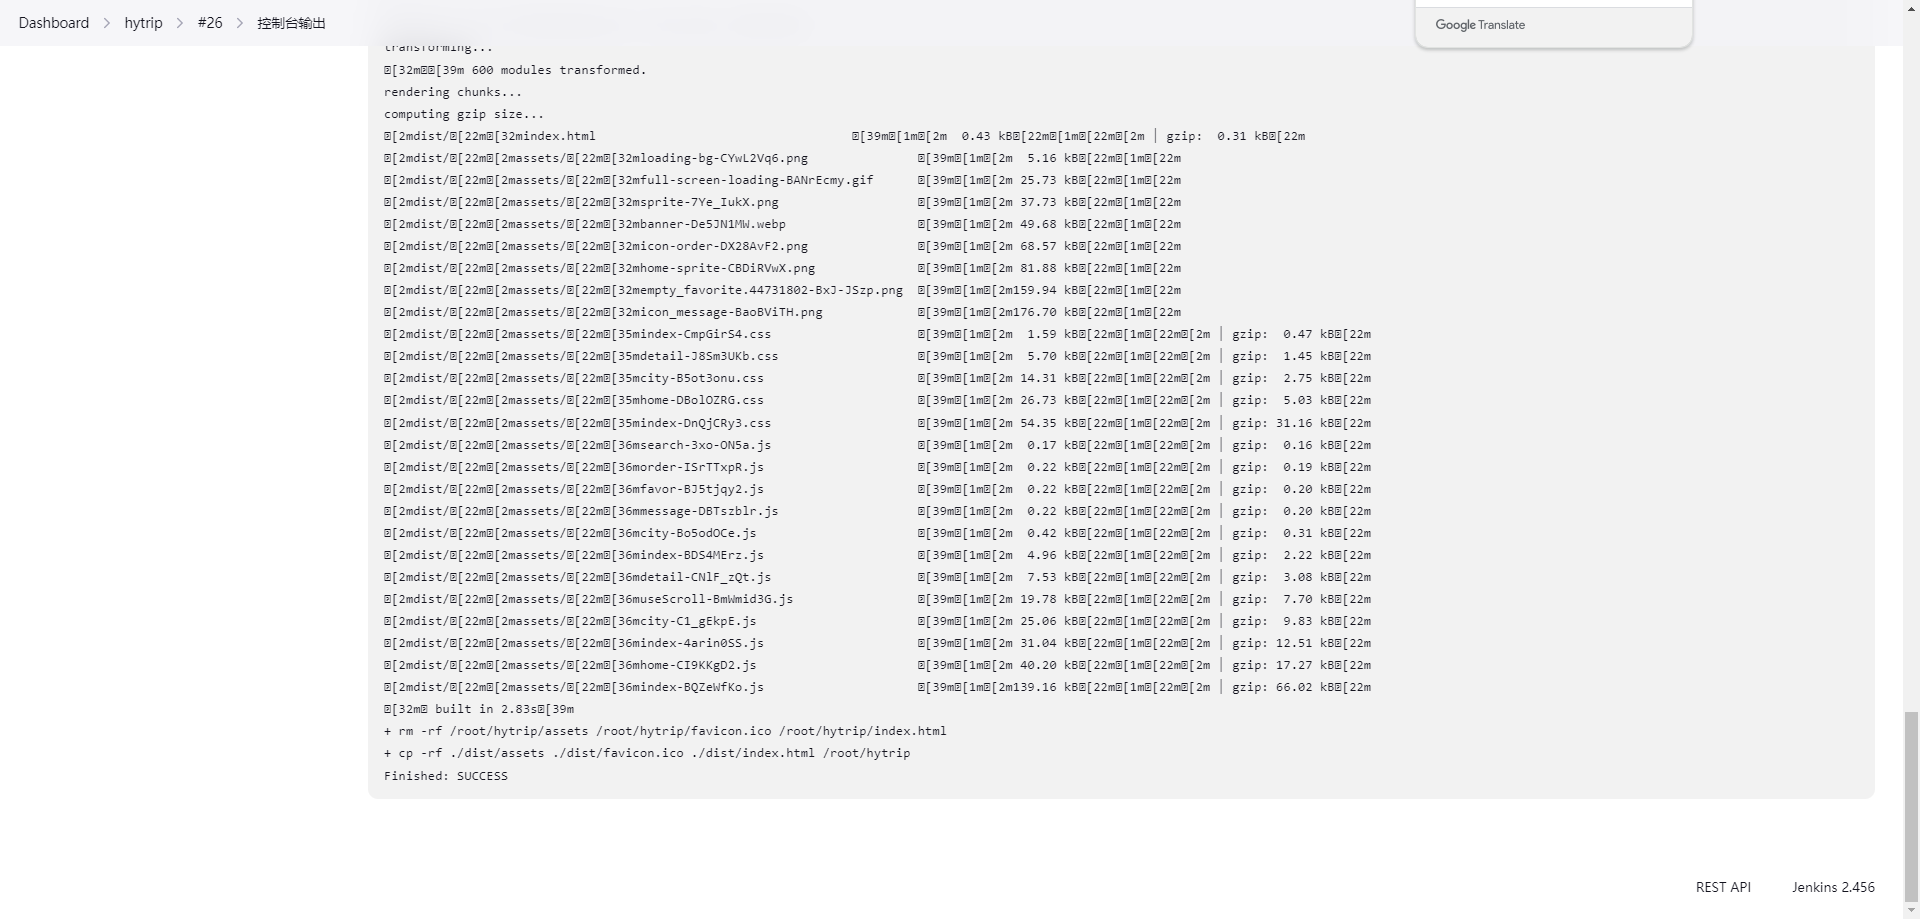 Dashboard > hytrip > #26 > 控制台输出
Google Translate
transforming...
[32m[39m 600 modules transformed.
rendering chunks...
computing gzip size...
[2mdist/[22m[32mindex.html [39m[1m[2m 0.43 kB[22m[1m[22m[2m │ gzip: 0.31 kB[22m
[2mdist/[22m[2massets/[22m[32mloading-bg-CYwL2Vq6.png [39m[1m[2m 5.16 kB[22m[1m[22m
[2mdist/[22m[2massets/[22m[32mfull-screen-loading-BANrEcmy.gif [39m[1m[2m 25.73 kB[22m[1m[22m
[2mdist/[22m[2massets/[22m[32msprite-7Ye_IukX.png [39m[1m[2m 37.73 kB[22m[1m[22m
[2mdist/[22m[2massets/[22m[32mbanner-De5JN1MW.webp [39m[1m[2m 49.68 kB[22m[1m[22m
[2mdist/[22m[2massets/[22m[32micon-order-DX28AvF2.png [39m[1m[2m 68.57 kB[22m[1m[22m
[2mdist/[22m[2massets/[22m[32mhome-sprite-CBDiRVwX.png [39m[1m[2m 81.88 kB[22m[1m[22m
[2mdist/[22m[2massets/[22m[32mempty_favorite.44731802-BxJ-JSzp.png [39m[1m[2m159.94 kB[22m[1m[22m
[2mdist/[22m[2massets/[22m[32micon_message-BaoBViTH.png [39m[1m[2m176.70 kB[22m[1m[22m
[2mdist/[22m[2massets/[22m[35mindex-CmpGirS4.css [39m[1m[2m 1.59 kB[22m[1m[22m[2m │ gzip: 0.47 kB[22m
[2mdist/[22m[2massets/[22m[35mdetail-J8Sm3UKb.css [39m[1m[2m 5.70 kB[22m[1m[22m[2m │ gzip: 1.45 kB[22m
[2mdist/[22m[2massets/[22m[35mcity-B5ot3onu.css [39m[1m[2m 14.31 kB[22m[1m[22m[2m │ gzip: 2.75 kB[22m
[2mdist/[22m[2massets/[22m[35mhome-DBolOZRG.css [39m[1m[2m 26.73 kB[22m[1m[22m[2m │ gzip: 5.03 kB[22m
[2mdist/[22m[2massets/[22m[35mindex-DnQjCRy3.css [39m[1m[2m 54.35 kB[22m[1m[22m[2m │ gzip: 31.16 kB[22m
[2mdist/[22m[2massets/[22m[36msearch-3xo-ON5a.js [39m[1m[2m 0.17 kB[22m[1m[22m[2m │ gzip: 0.16 kB[22m
[2mdist/[22m[2massets/[22m[36morder-ISrTTxpR.js [39m[1m[2m 0.22 kB[22m[1m[22m[2m │ gzip: 0.19 kB[22m
[2mdist/[22m[2massets/[22m[36mfavor-BJ5tjqy2.js [39m[1m[2m 0.22 kB[22m[1m[22m[2m │ gzip: 0.20 kB[22m
[2mdist/[22m[2massets/[22m[36mmessage-DBTszblr.js [39m[1m[2m 0.22 kB[22m[1m[22m[2m │ gzip: 0.20 kB[22m
[2mdist/[22m[2massets/[22m[36mcity-Bo5odOCe.js [39m[1m[2m 0.42 kB[22m[1m[22m[2m │ gzip: 0.31 kB[22m
[2mdist/[22m[2massets/[22m[36mindex-BDS4MErz.js [39m[1m[2m 4.96 kB[22m[1m[22m[2m │ gzip: 2.22 kB[22m
[2mdist/[22m[2massets/[22m[36mdetail-CNlF_zQt.js [39m[1m[2m 7.53 kB[22m[1m[22m[2m │ gzip: 3.08 kB[22m
[2mdist/[22m[2massets/[22m[36museScroll-BmWmid3G.js [39m[1m[2m 19.78 kB[22m[1m[22m[2m │ gzip: 7.70 kB[22m
[2mdist/[22m[2massets/[22m[36mcity-C1_gEkpE.js [39m[1m[2m 25.06 kB[22m[1m[22m[2m │ gzip: 9.83 kB[22m
[2mdist/[22m[2massets/[22m[36mindex-4arin0SS.js [39m[1m[2m 31.04 kB[22m[1m[22m[2m │ gzip: 12.51 kB[22m
[2mdist/[22m[2massets/[22m[36mhome-CI9KKgD2.js [39m[1m[2m 40.20 kB[22m[1m[22m[2m │ gzip: 17.27 kB[22m
[2mdist/[22m[2massets/[22m[36mindex-BQZeWfKo.js [39m[1m[2m139.16 kB[22m[1m[22m[2m │ gzip: 66.02 kB[22m
[32m built in 2.83s[39m
+ rm -rf /root/hytrip/assets /root/hytrip/favicon.ico /root/hytrip/index.html
+ cp -rf ./dist/assets ./dist/favicon.ico ./dist/index.html /root/hytrip
Finished: SUCCESS
REST API
Jenkins 2.456